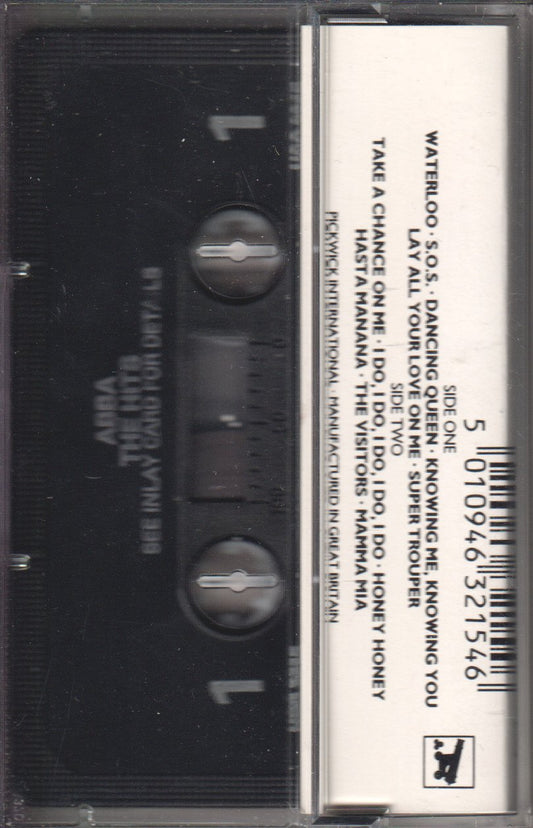 SIDE ONE
WATERLOO · S.O.S. · DANCING QUEEN · KNOWING ME, KNOWING YOU
LAY ALL YOUR LOVE ON ME · SUPER TROUPER
SIDE TWO
TAKE A CHANCE ON ME · I DO, I DO, I DO, I DO, I DO · HONEY HONEY
HASTA MANANA · THE VISITORS · MAMMA MIA
PICKWICK INTERNATIONAL · MANUFACTURED IN GREAT BRITAIN
5 010946 321546
1
1
ABBA
THE HITS
SEE INLAY CARD FOR DETAILS